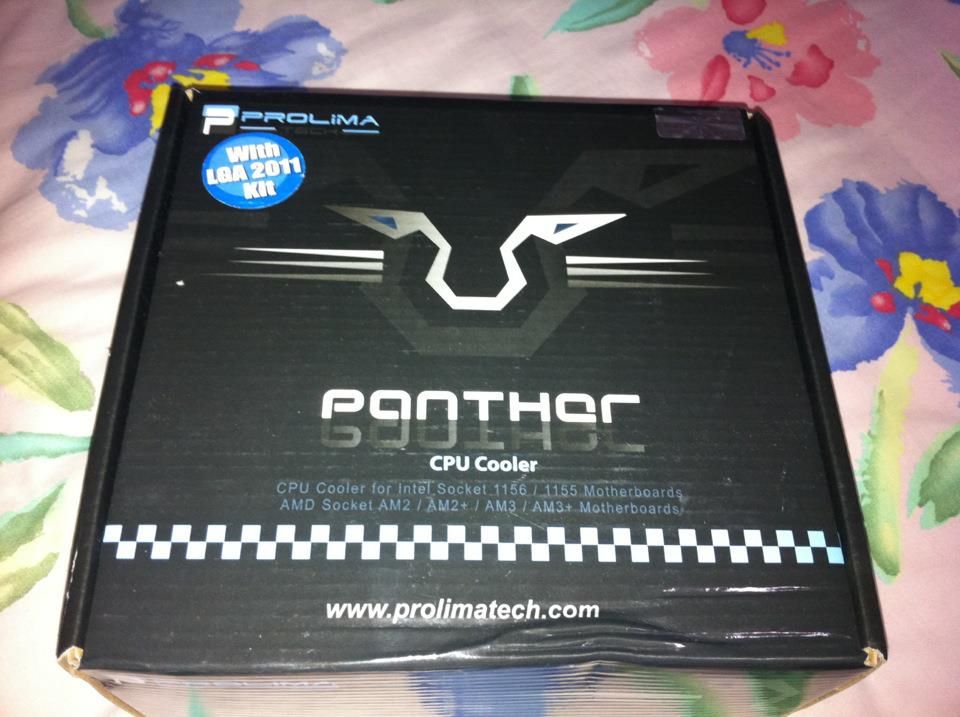 PROLiMA
TECH
With
LGA 2011
Kit
PanTHer
CPU Cooler
CPU Cooler for Intel Socket 1156 / 1155 Motherboards
AMD Socket AM2 / AM2+ / AM3 / AM3+ Motherboards
www.prolimatech.com
PROLiMA